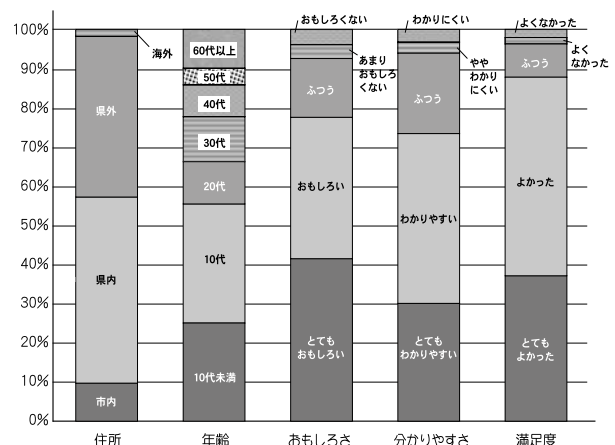 100%
90%
80%
70%
60%
50%
40%
30%
20%
10%
0%
海外
県外
県内
市内
住所
60代以上
50代
40代
30代
20代
10代
10代未満
年齢
おもしろくない
あまり
おもしろ
くない
ふつう
おもしろい
とても
おもしろい
おもしろさ
わかりにくい
やや
わかり
にくい
ふつう
わかりやすい
とても
わかりやすい
分かりやすさ
よくなかった
よく
なかった
ふつう
よかった
とても
よかった
満足度